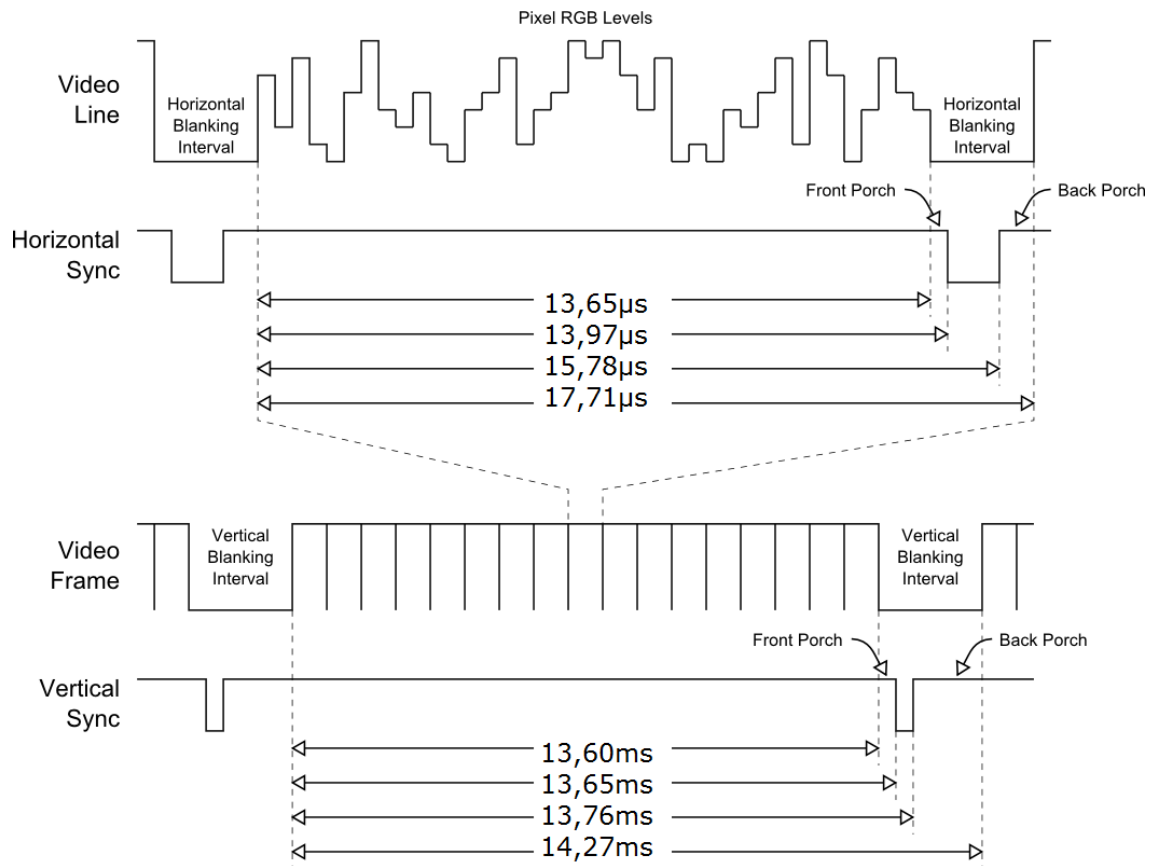 Pixel RGB Levels
Video
Line
Horizontal
Blanking
Interval
Horizontal
Blanking
Interval
Front Porch
Back Porch
Horizontal
Sync
13,65µs
13,97µs
15,78µs
17,71µs
Video
Frame
Vertical
Blanking
Interval
Vertical
Blanking
Interval
Front Porch
Back Porch
Vertical
Sync
13,60ms
13,65ms
13,76ms
14,27ms